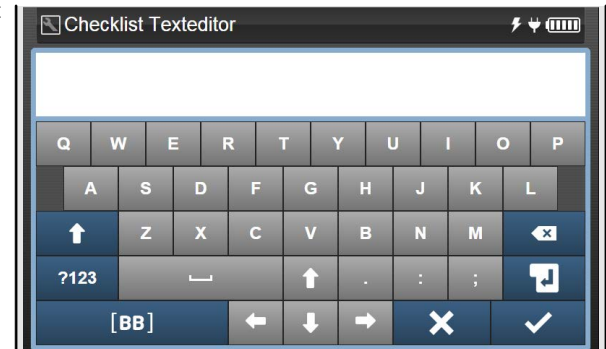 Checklist Texteditor
Q W E R T Y U I O P
A S D F G H J K L
Z X C V B N M
?123 . : ;
[BB]